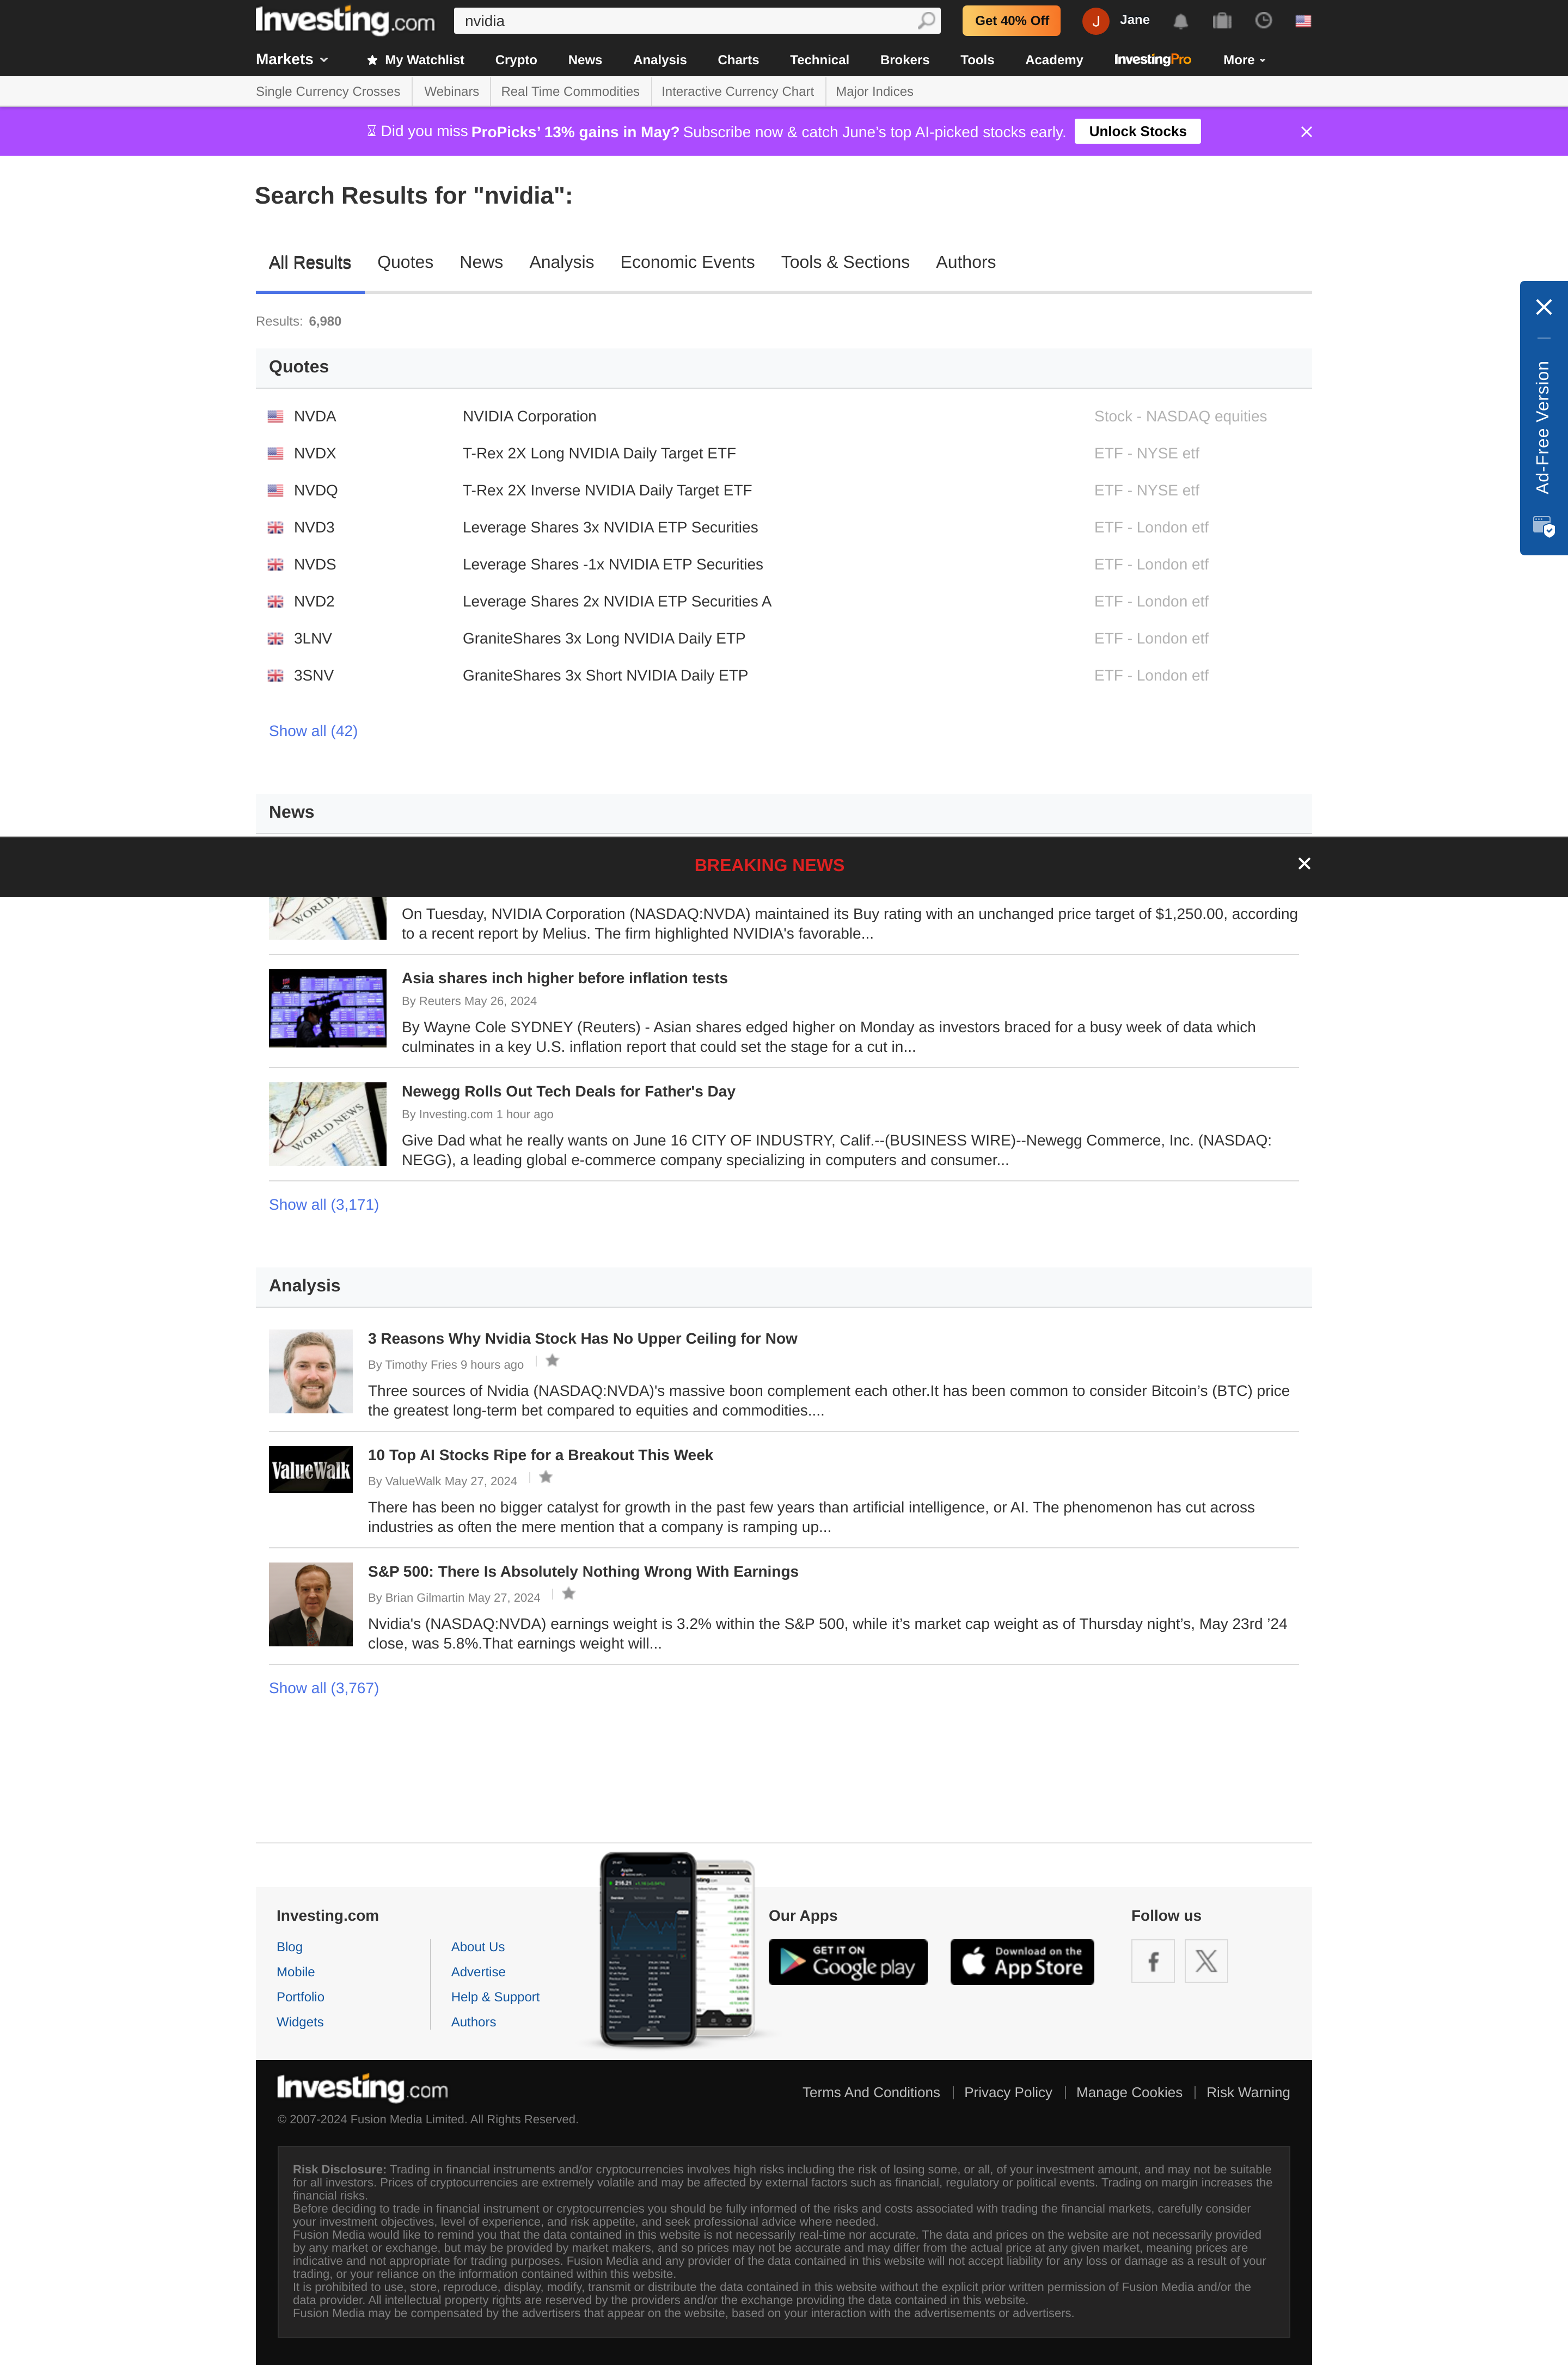 Investing.com
nvidia
Get 40% Off
J
Jane
Markets
My Watchlist
Crypto
News
Analysis
Charts
Technical
Brokers
Tools
Academy
InvestingPro
More
Single Currency Crosses
Webinars
Real Time Commodities
Interactive Currency Chart
Major Indices
Did you miss ProPicks’ 13% gains in May? Subscribe now & catch June’s top AI-picked stocks early.
Unlock Stocks
Search Results for "nvidia":
All Results
Quotes
News
Analysis
Economic Events
Tools & Sections
Authors
Results: 6,980
Ad-Free Version
Quotes
NVDA NVIDIA Corporation Stock - NASDAQ equities
NVDX T-Rex 2X Long NVIDIA Daily Target ETF ETF - NYSE etf
NVDQ T-Rex 2X Inverse NVIDIA Daily Target ETF ETF - NYSE etf
NVD3 Leverage Shares 3x NVIDIA ETP Securities ETF - London etf
NVDS Leverage Shares -1x NVIDIA ETP Securities ETF - London etf
NVD2 Leverage Shares 2x NVIDIA ETP Securities A ETF - London etf
3LNV GraniteShares 3x Long NVIDIA Daily ETP ETF - London etf
3SNV GraniteShares 3x Short NVIDIA Daily ETP ETF - London etf
Show all (42)
News
BREAKING NEWS
WORLD
On Tuesday, NVIDIA Corporation (NASDAQ:NVDA) maintained its Buy rating with an unchanged price target of $1,250.00, according
to a recent report by Melius. The firm highlighted NVIDIA's favorable...
Asia shares inch higher before inflation tests
By Reuters May 26, 2024
By Wayne Cole SYDNEY (Reuters) - Asian shares edged higher on Monday as investors braced for a busy week of data which
culminates in a key U.S. inflation report that could set the stage for a cut in...
WORLD NEWS
Newegg Rolls Out Tech Deals for Father's Day
By Investing.com 1 hour ago
Give Dad what he really wants on June 16 CITY OF INDUSTRY, Calif.--(BUSINESS WIRE)--Newegg Commerce, Inc. (NASDAQ:
NEGG), a leading global e-commerce company specializing in computers and consumer...
Show all (3,171)
Analysis
3 Reasons Why Nvidia Stock Has No Upper Ceiling for Now
By Timothy Fries 9 hours ago
Three sources of Nvidia (NASDAQ:NVDA)'s massive boon complement each other.It has been common to consider Bitcoin’s (BTC) price
the greatest long-term bet compared to equities and commodities....
ValueWalk
10 Top AI Stocks Ripe for a Breakout This Week
By ValueWalk May 27, 2024
There has been no bigger catalyst for growth in the past few years than artificial intelligence, or AI. The phenomenon has cut across
industries as often the mere mention that a company is ramping up...
S&P 500: There Is Absolutely Nothing Wrong With Earnings
By Brian Gilmartin May 27, 2024
Nvidia's (NASDAQ:NVDA) earnings weight is 3.2% within the S&P 500, while it’s market cap weight as of Thursday night’s, May 23rd ’24
close, was 5.8%.That earnings weight will...
Show all (3,767)
Investing.com
Blog
Mobile
Portfolio
Widgets
About Us
Advertise
Help & Support
Authors
Our Apps
GET IT ON
Google play
Download on the
App Store
Follow us
Investing.com
Terms And Conditions
Privacy Policy
Manage Cookies
Risk Warning
© 2007-2024 Fusion Media Limited. All Rights Reserved.
Risk Disclosure: Trading in financial instruments and/or cryptocurrencies involves high risks including the risk of losing some, or all, of your investment amount, and may not be suitable
for all investors. Prices of cryptocurrencies are extremely volatile and may be affected by external factors such as financial, regulatory or political events. Trading on margin increases the
financial risks.
Before deciding to trade in financial instrument or cryptocurrencies you should be fully informed of the risks and costs associated with trading the financial markets, carefully consider
your investment objectives, level of experience, and risk appetite, and seek professional advice where needed.
Fusion Media would like to remind you that the data contained in this website is not necessarily real-time nor accurate. The data and prices on the website are not necessarily provided
by any market or exchange, but may be provided by market makers, and so prices may not be accurate and may differ from the actual price at any given market, meaning prices are
indicative and not appropriate for trading purposes. Fusion Media and any provider of the data contained in this website will not accept liability for any loss or damage as a result of your
trading, or your reliance on the information contained within this website.
It is prohibited to use, store, reproduce, display, modify, transmit or distribute the data contained in this website without the explicit prior written permission of Fusion Media and/or the
data provider. All intellectual property rights are reserved by the providers and/or the exchange providing the data contained in this website.
Fusion Media may be compensated by the advertisers that appear on the website, based on your interaction with the advertisements or advertisers.